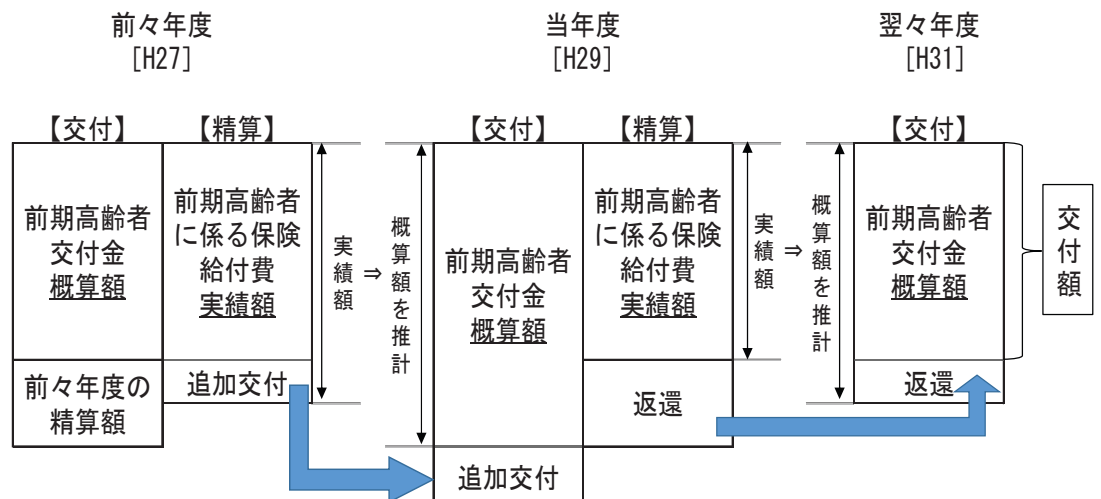 前々年度
[H27]
当年度
[H29]
翌々年度
[H31]
【交付】
【精算】
【交付】
【精算】
【交付】
前期高齢者
交付金
概算額
前々年度の
精算額
前期高齢者
に係る保険
給付費
実績額
追加交付
実績額
⇒
概算額を推計
前期高齢者
交付金
概算額
追加交付
前期高齢者
に係る保険
給付費
実績額
返還
実績額
⇒
概算額を推計
前期高齢者
交付金
概算額
返還
交付額